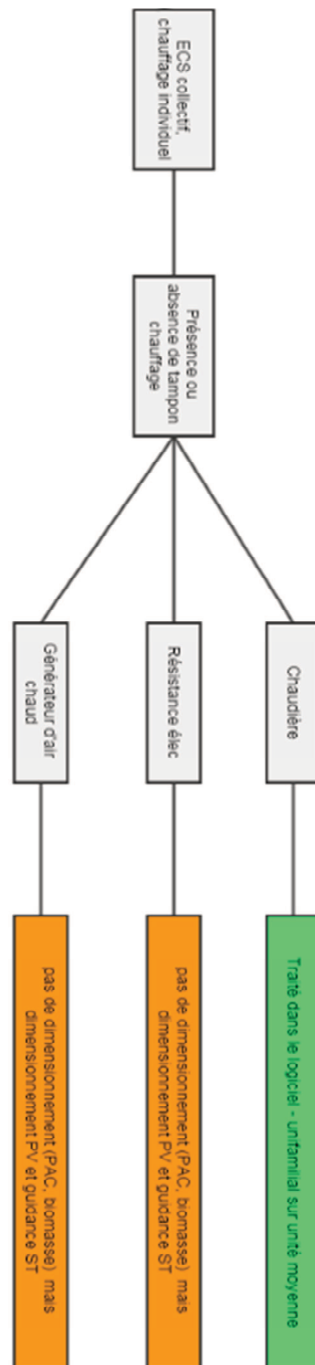 ECS collectif,
chauffage individuel
Présence ou
absence de tampon
chauffage
Chaudière
Traité dans le logiciel - unifamilial sur unité moyenne
Résistance élec
pas de dimensionnement (PAC, biomasse) mais
dimensionnement PV et guidance ST
Générateur d'air
chaud
pas de dimensionnement (PAC, biomasse) mais
dimensionnement PV et guidance ST